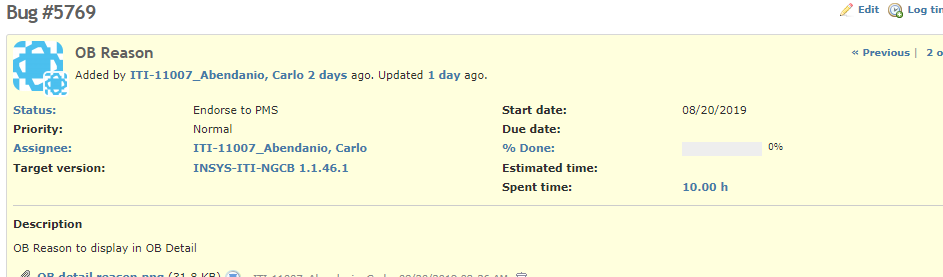 Bug #5769
Edit Log tim
OB Reason
« Previous | 2 o
Added by ITI-11007_Abendanio, Carlo 2 days ago. Updated 1 day ago.
Status: Endorse to PMS Start date: 08/20/2019
Priority: Normal Due date:
Assignee: ITI-11007_Abendanio, Carlo % Done: 0%
Target version: INSYS-ITI-NGCB 1.1.46.1 Estimated time:
Spent time: 10.00 h
Description
OB Reason to display in OB Detail
OB detail reason.png (31.8 KB) ITI-11007_Abendanio, Carlo